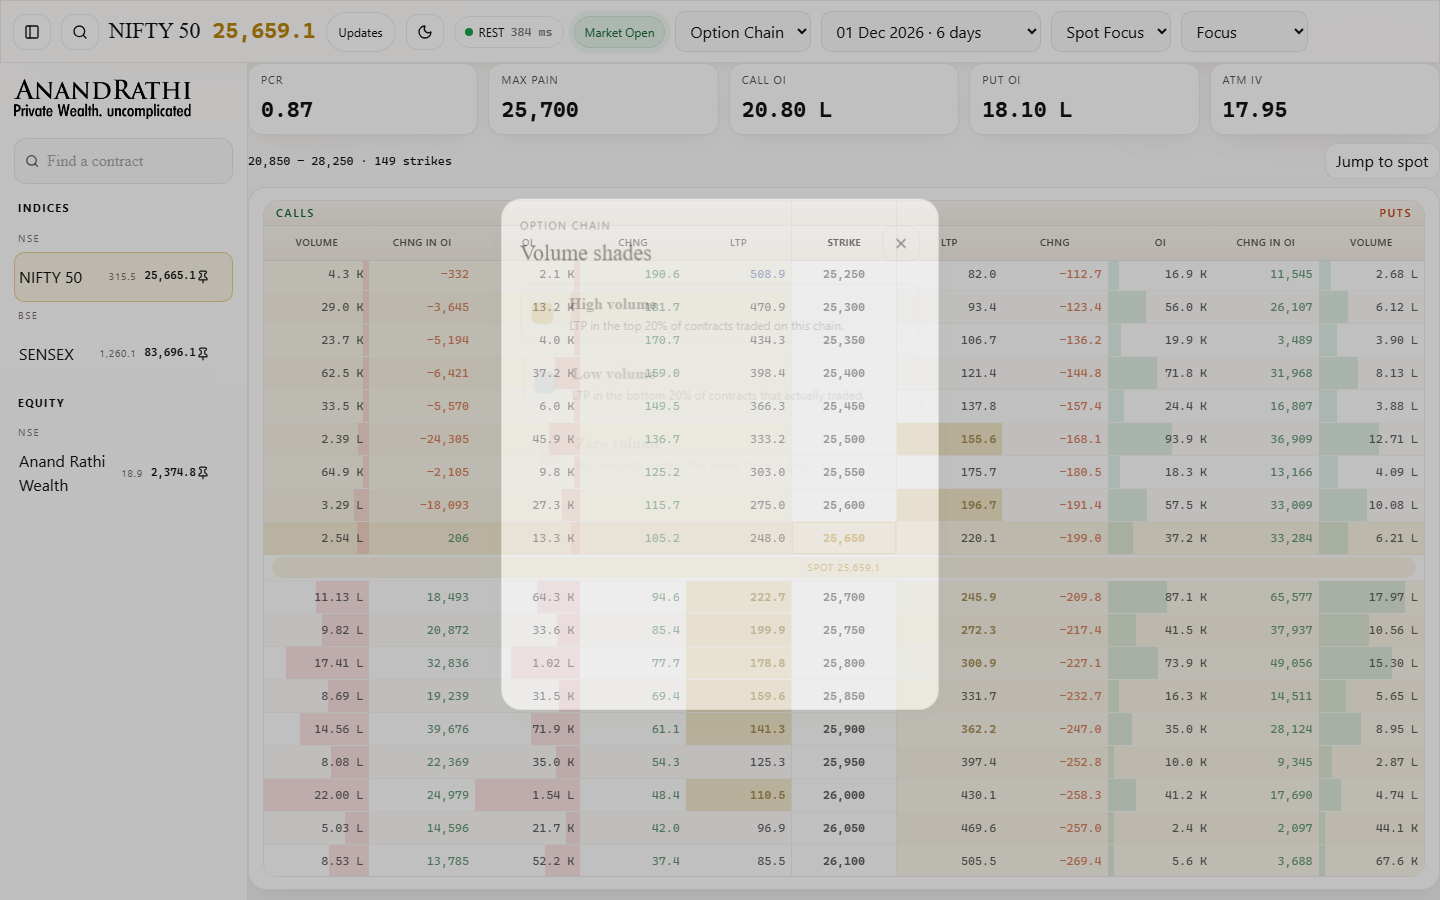 NIFTY 50 25,659.1 Updates REST 384 ms Market Open Option Chain 01 Dec 2026 · 6 days Spot Focus Focus
ANANDRATHI
Private Wealth. uncomplicated
Find a contract
INDICES
NSE
NIFTY 50 315.5 25,665.1
BSE
SENSEX 1,260.1 83,696.1
EQUITY
NSE
Anand Rathi
Wealth 18.9 2,374.8
PCR MAX PAIN CALL OI PUT OI ATM IV
0.87 25,700 20.80 L 18.10 L 17.95
20,850 – 28,250 · 149 strikes Jump to spot
CALLS PUTS
VOLUME CHNG IN OI OI CHNG LTP STRIKE LTP CHNG OI CHNG IN OI VOLUME
4.3 K −332 2.1 K 190.6 508.9 25,250 82.0 −112.7 16.9 K 11,545 2.68 L
29.0 K −3,645 13.2 K 181.7 470.9 25,300 93.4 −123.4 56.0 K 26,107 6.12 L
23.7 K −5,194 4.0 K 170.7 434.3 25,350 106.7 −136.2 19.9 K 3,489 3.90 L
62.5 K −6,421 37.2 K 159.0 398.4 25,400 121.4 −144.8 71.8 K 31,968 8.13 L
33.5 K −5,570 6.0 K 149.5 366.3 25,450 137.8 −157.4 24.4 K 16,807 3.88 L
2.39 L −24,305 45.9 K 136.7 333.2 25,500 155.6 −168.1 93.9 K 36,909 12.71 L
64.9 K −2,105 9.8 K 125.2 303.0 25,550 175.7 −180.5 18.3 K 13,166 4.09 L
3.29 L −18,093 27.3 K 115.7 275.0 25,600 196.7 −191.4 57.5 K 33,009 10.08 L
2.54 L 206 13.3 K 105.2 248.0 25,650 220.1 −199.0 37.2 K 33,284 6.21 L
SPOT 25,659.1
11.13 L 18,493 64.3 K 94.6 222.7 25,700 245.9 −209.8 87.1 K 65,577 17.97 L
9.82 L 20,872 33.6 K 85.4 199.9 25,750 272.3 −217.4 41.5 K 37,937 10.56 L
17.41 L 32,836 1.02 L 77.7 178.8 25,800 300.9 −227.1 73.9 K 49,056 15.30 L
8.69 L 19,239 31.5 K 69.4 159.6 25,850 331.7 −232.7 16.3 K 14,511 5.65 L
14.56 L 39,676 71.9 K 61.1 141.3 25,900 362.2 −247.0 35.0 K 28,124 8.95 L
8.08 L 22,369 35.0 K 54.3 125.3 25,950 397.4 −252.8 10.0 K 9,345 2.87 L
22.00 L 24,979 1.54 L 48.4 110.5 26,000 430.1 −258.3 41.2 K 17,690 4.74 L
5.03 L 14,596 21.7 K 42.0 96.9 26,050 469.6 −257.0 2.4 K 2,097 44.1 K
8.53 L 13,785 52.2 K 37.4 85.5 26,100 505.5 −269.4 5.6 K 3,688 67.6 K
OPTION CHAIN
Volume shades
High volume
LTP in the top 20% of contracts traded on this chain.
Low volume
LTP in the bottom 20% of contracts that actually traded.
Zero volume